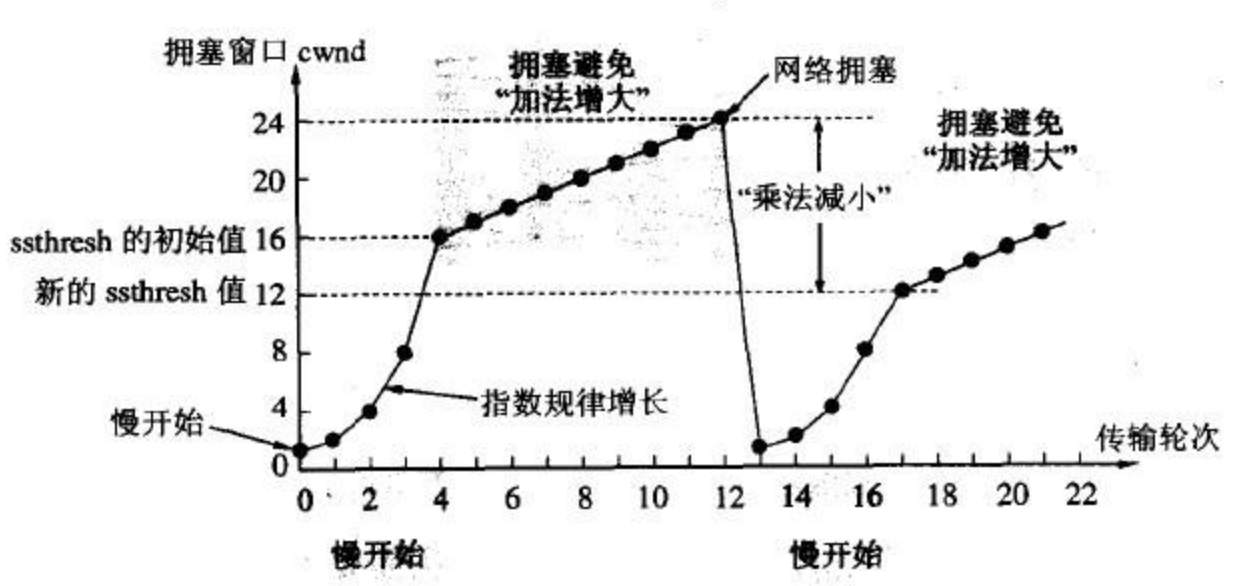 拥塞窗口 cwnd
拥塞避免
“加法增大”
网络拥塞
24
拥塞避免
“加法增大”
20
“乘法减小”
ssthresh 的初始值 16
新的 ssthresh 值 12
8
4
指数规律增长
慢开始
传输轮次
0
0 2 4 6 8 10 12 14 16 18 20 22
慢开始
慢开始